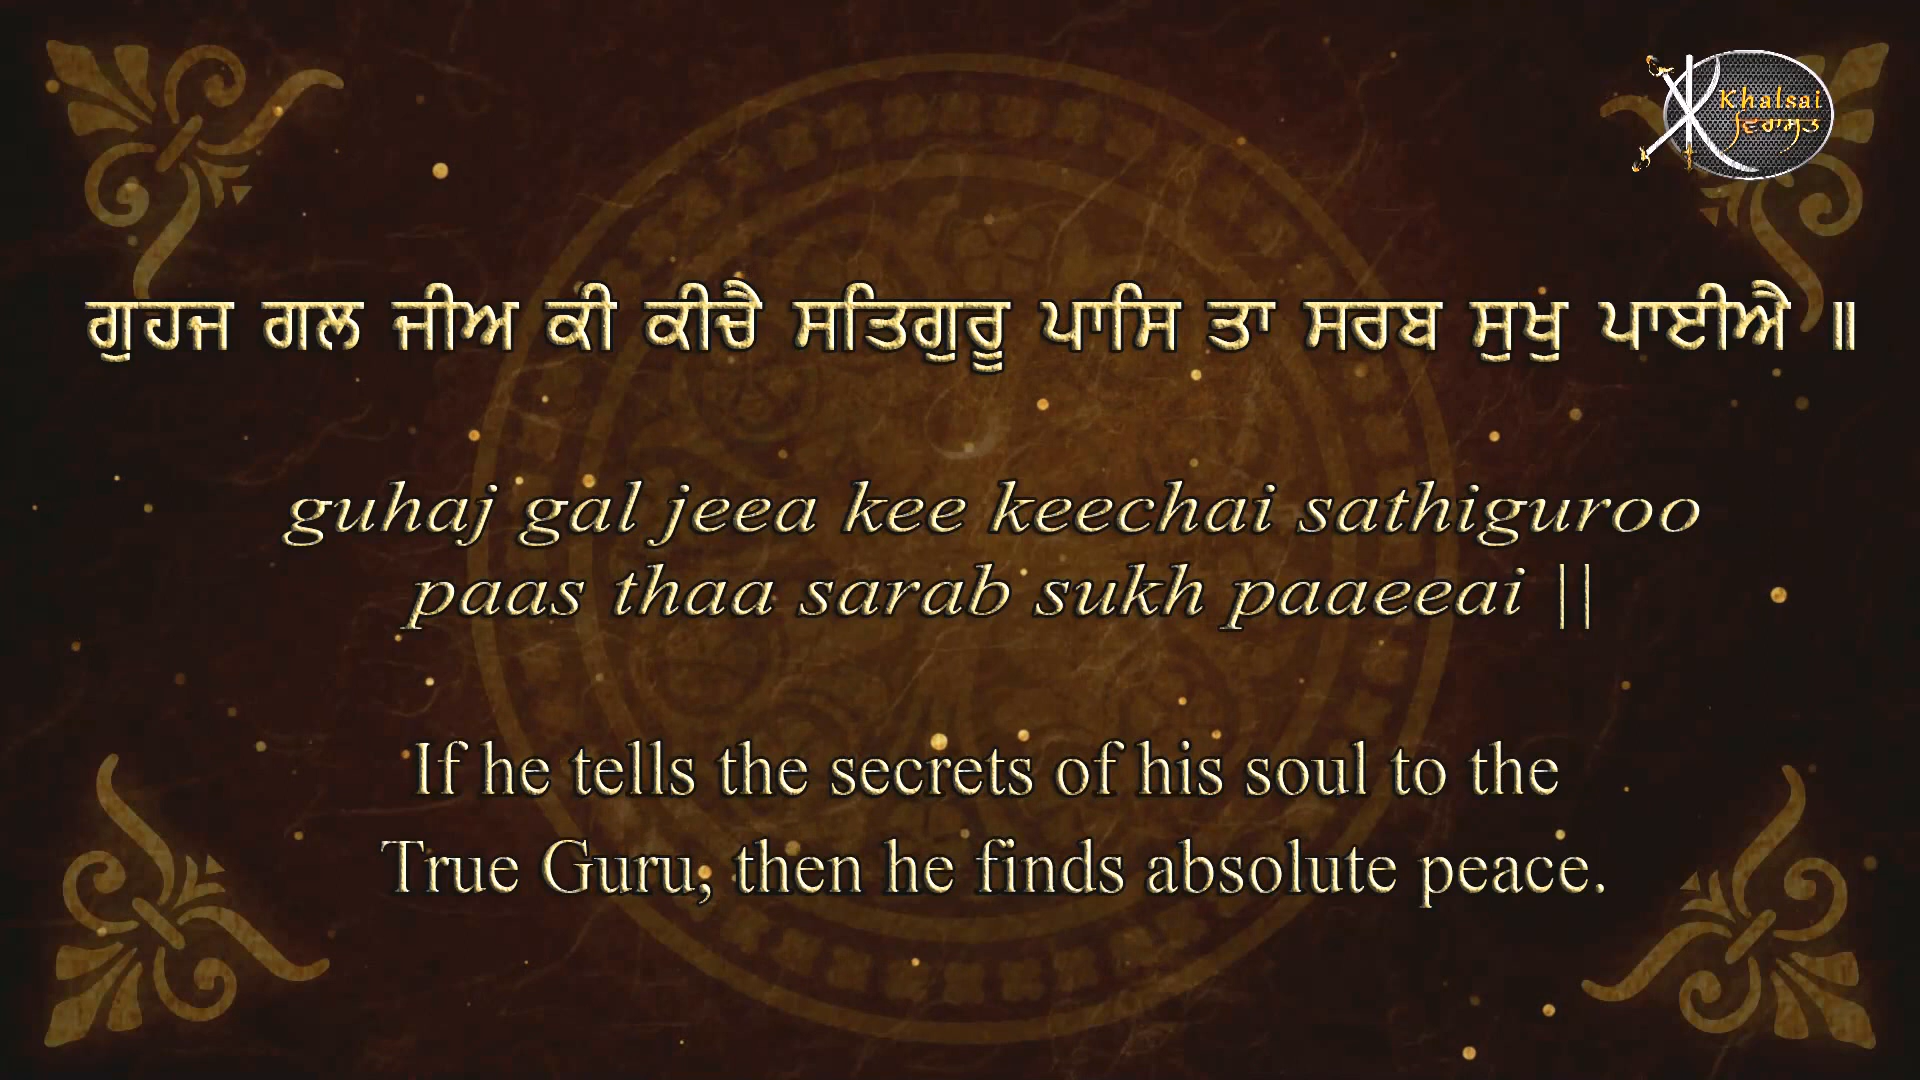 Khalsai
ਵਿਰਾਸਤ
ਗੁਹਜ ਗਲ ਜੀਅ ਕੀ ਕੀਚੈ ਸਤਿਗੁਰੂ ਪਾਸਿ ਤਾ ਸਰਬ ਸੁਖੁ ਪਾਈਐ ॥
guhaj gal jeea kee keechai sathiguroo
paas thaa sarab sukh paaeeai ||
If he tells the secrets of his soul to the
True Guru, then he finds absolute peace.